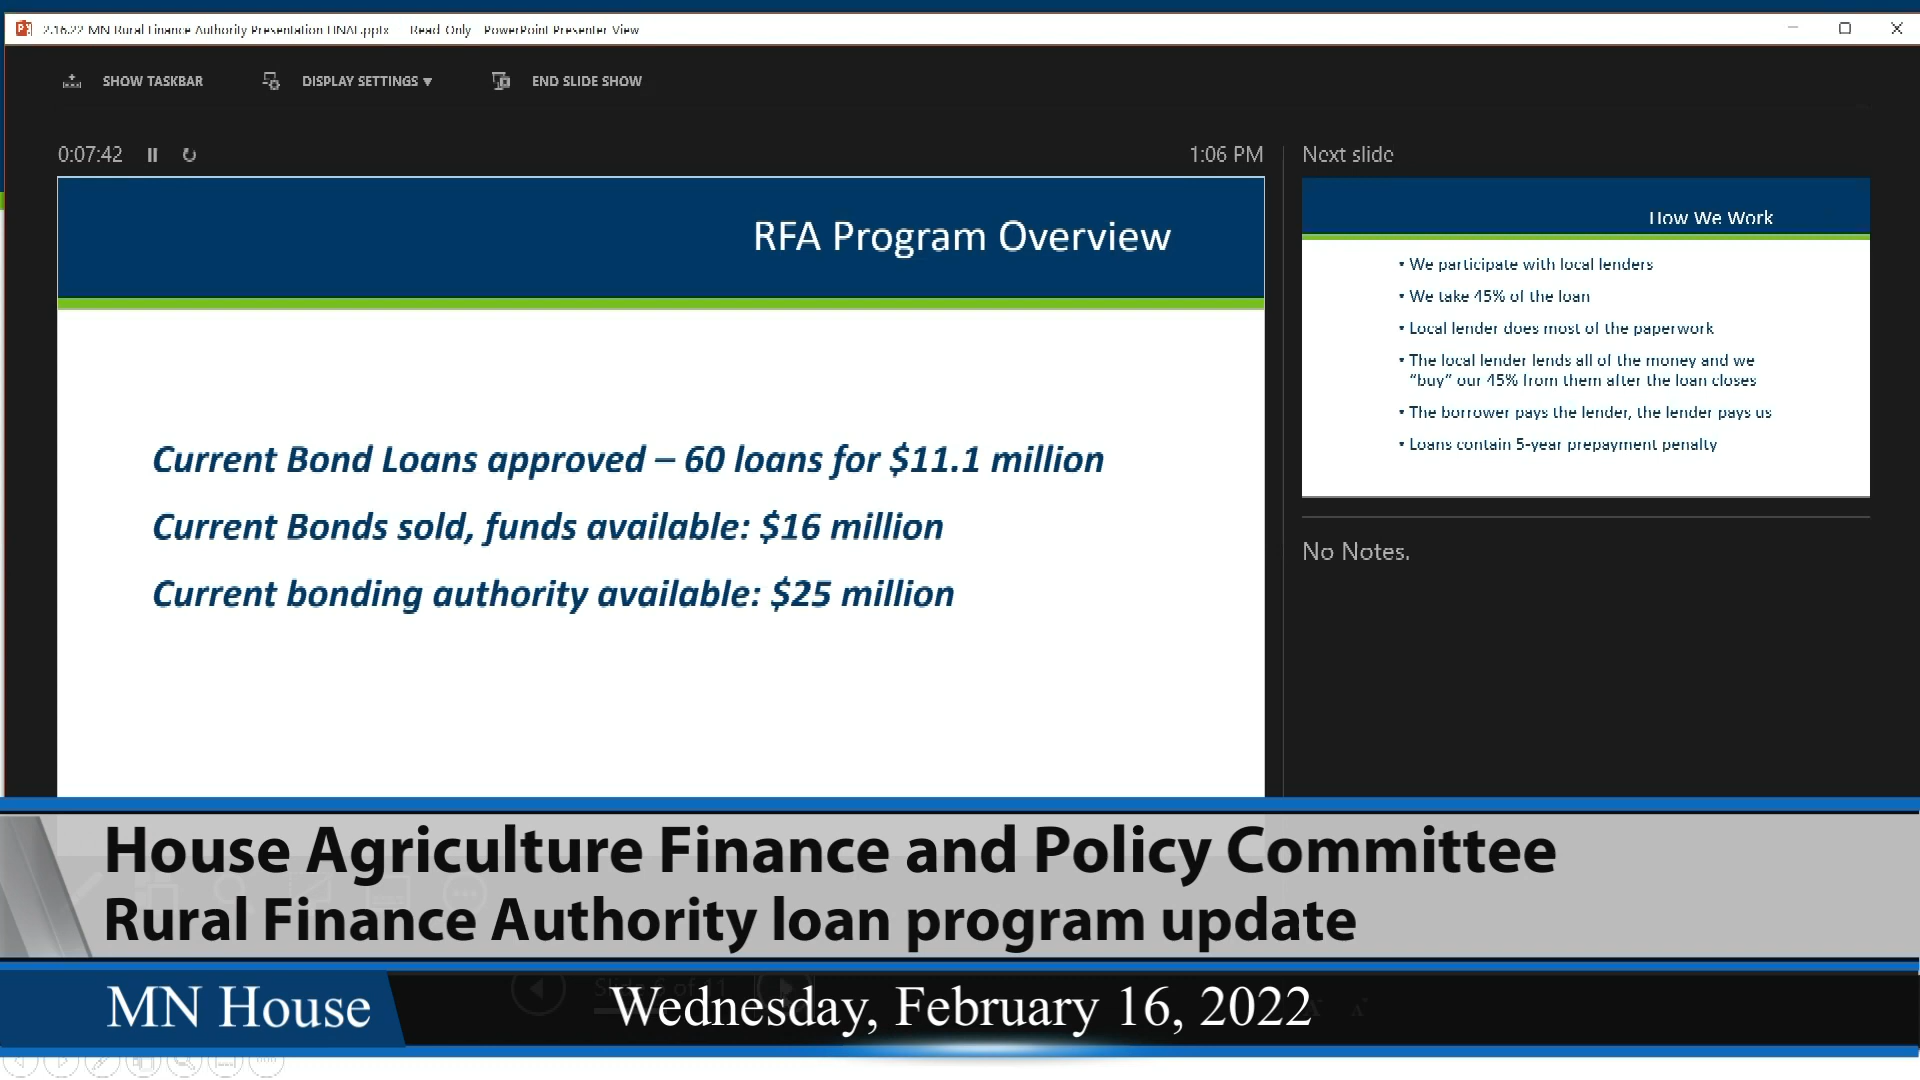 2.16.22 MN Rural Finance Authority Presentation FINAL.pptx - Read-Only - PowerPoint Presenter View
SHOW TASKBAR
DISPLAY SETTINGS ▼
END SLIDE SHOW
0:07:42
1:06 PM
Next slide
RFA Program Overview
Current Bond Loans approved – 60 loans for $11.1 million
Current Bonds sold, funds available: $16 million
Current bonding authority available: $25 million
How We Work
• We participate with local lenders
• We take 45% of the loan
• Local lender does most of the paperwork
• The local lender lends all of the money and we
“buy” our 45% from them after the loan closes
• The borrower pays the lender, the lender pays us
• Loans contain 5-year prepayment penalty
No Notes.
House Agriculture Finance and Policy Committee
Rural Finance Authority loan program update
MN House
Wednesday, February 16, 2022